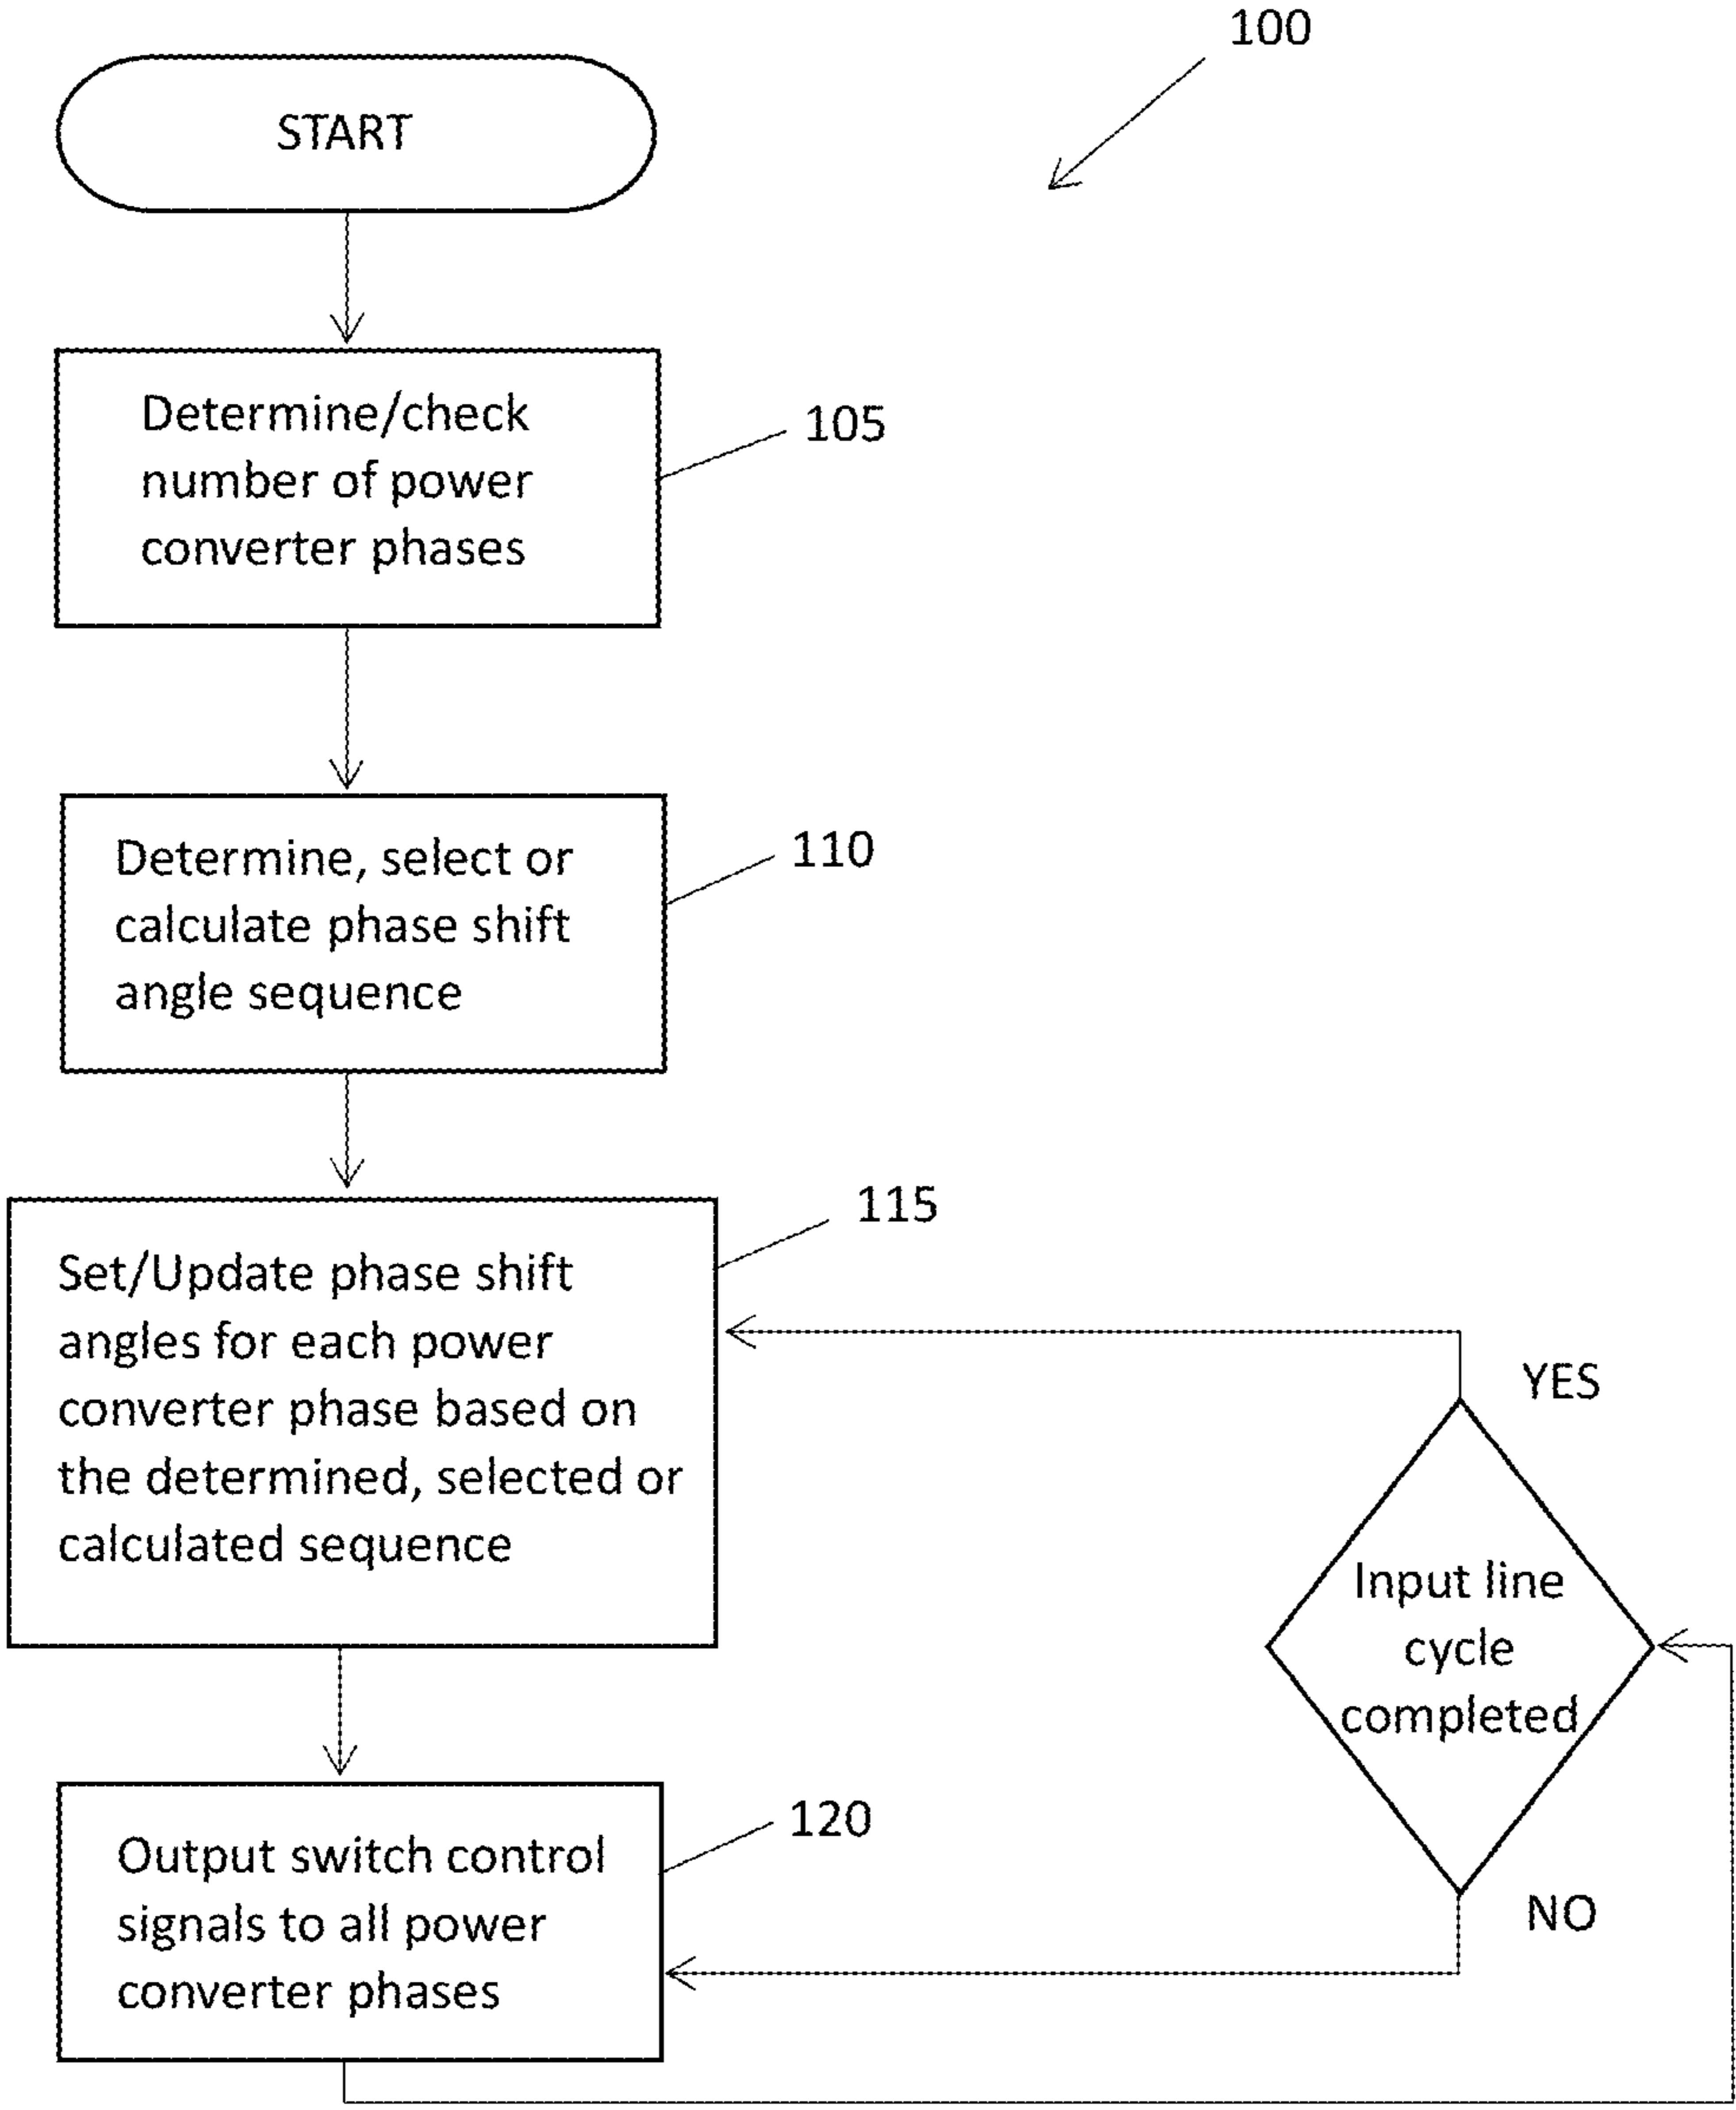 100
START
Determine/check
number of power
converter phases
105
Determine, select or
calculate phase shift
angle sequence
110
115
Set/Update phase shift
angles for each power
converter phase based on
the determined, selected or
calculated sequence
YES
Input line
cycle
completed
NO
120
Output switch control
signals to all power
converter phases